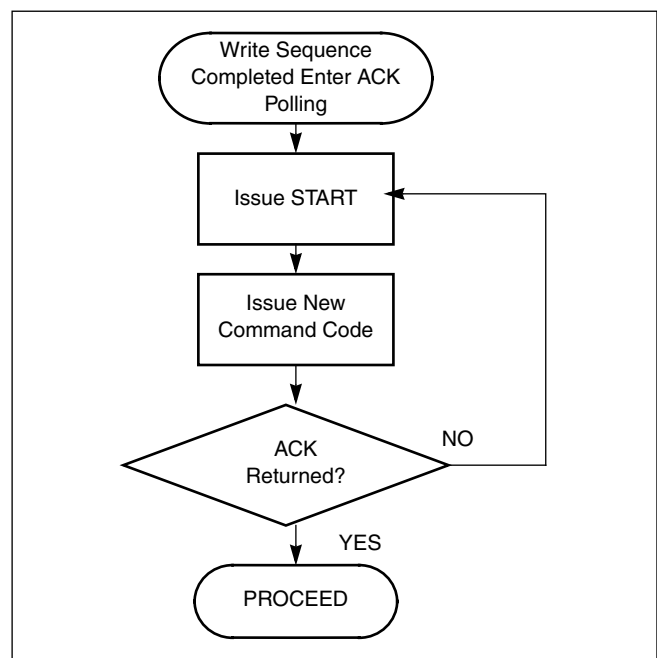 Write Sequence
Completed Enter ACK
Polling
Issue START
Issue New
Command Code
ACK
Returned?
NO
YES
PROCEED